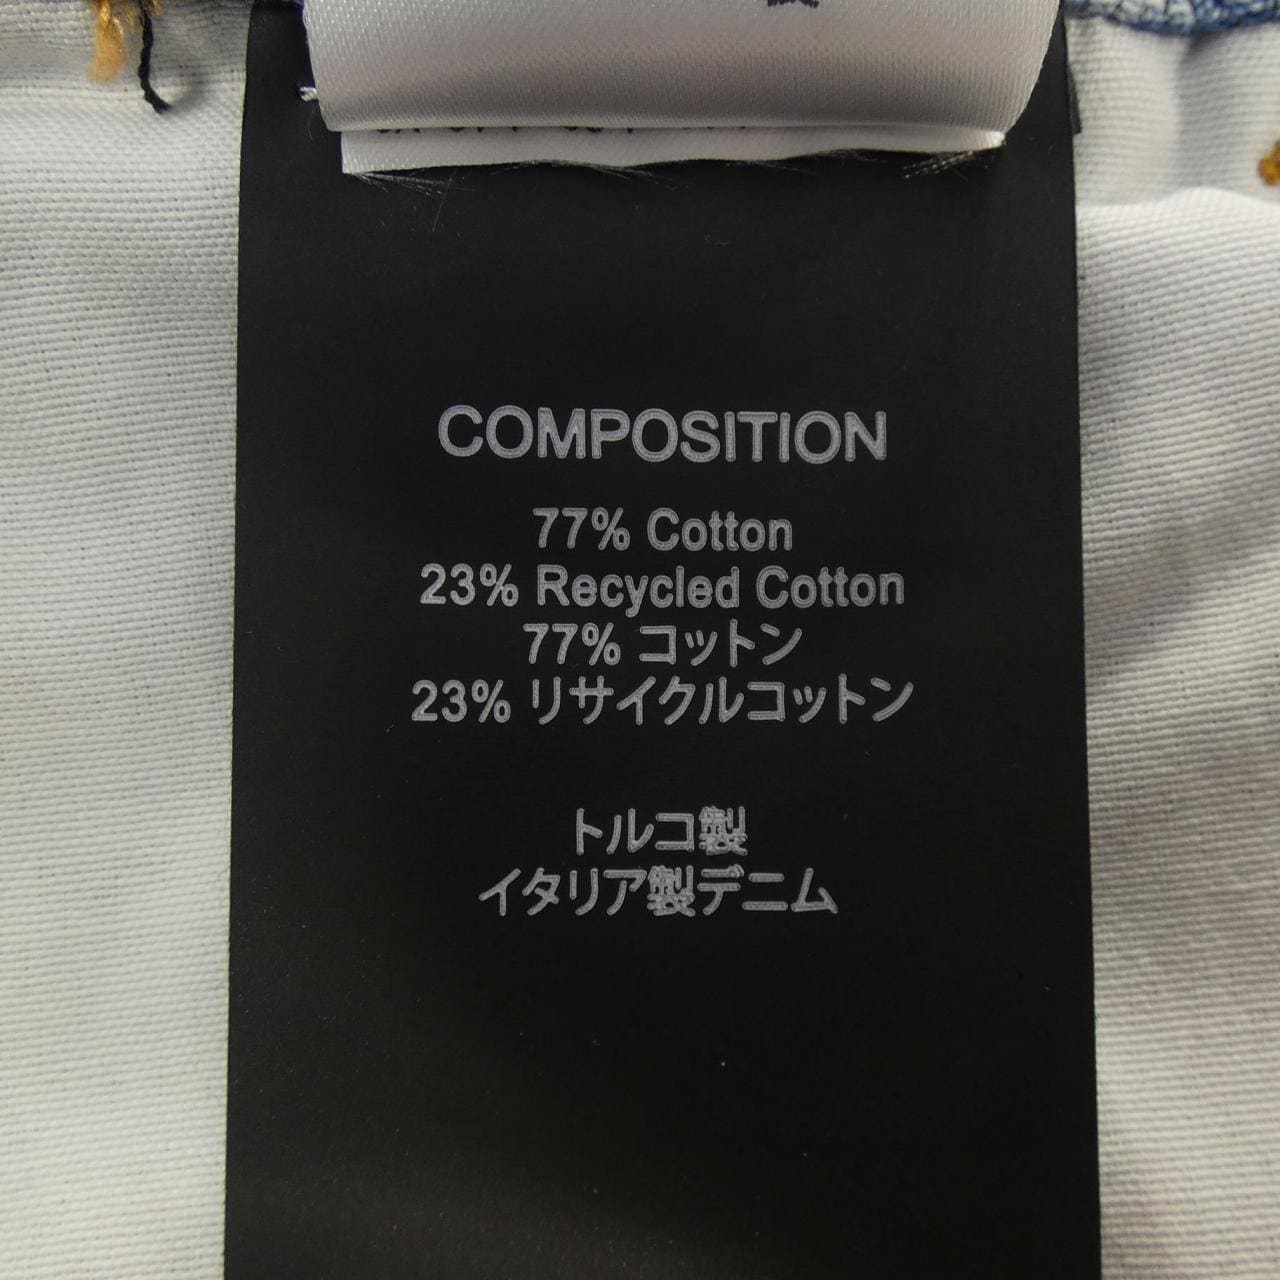 COMPOSITION
77% Cotton
23% Recycled Cotton
77% コットン
23% リサイクルコットン
トルコ製
イタリア製デニム